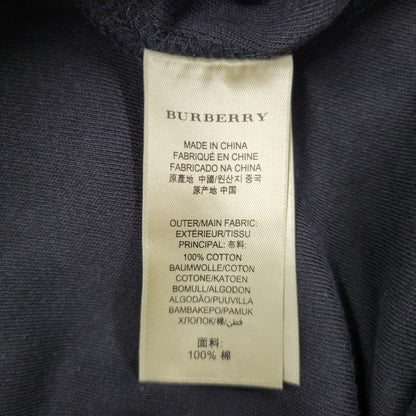 BURBERRY
MADE IN CHINA
FABRIQUÉ EN CHINE
FABRICADO NA CHINA
原產地 中國/원산지 중국
原产地 中国
OUTER/MAIN FABRIC:
EXTÉRIEUR/TISSU
PRINCIPAL: 布料:
100% COTTON
BAUMWOLLE/COTON
COTONE/KATOEN
BOMULL/ALGODON
ALGODÃO/PUUVILLA
ΒΑΜΒΑΚΕΡΟ/PAMUK
ХЛОПОК/棉/قطن
面料:
100% 棉